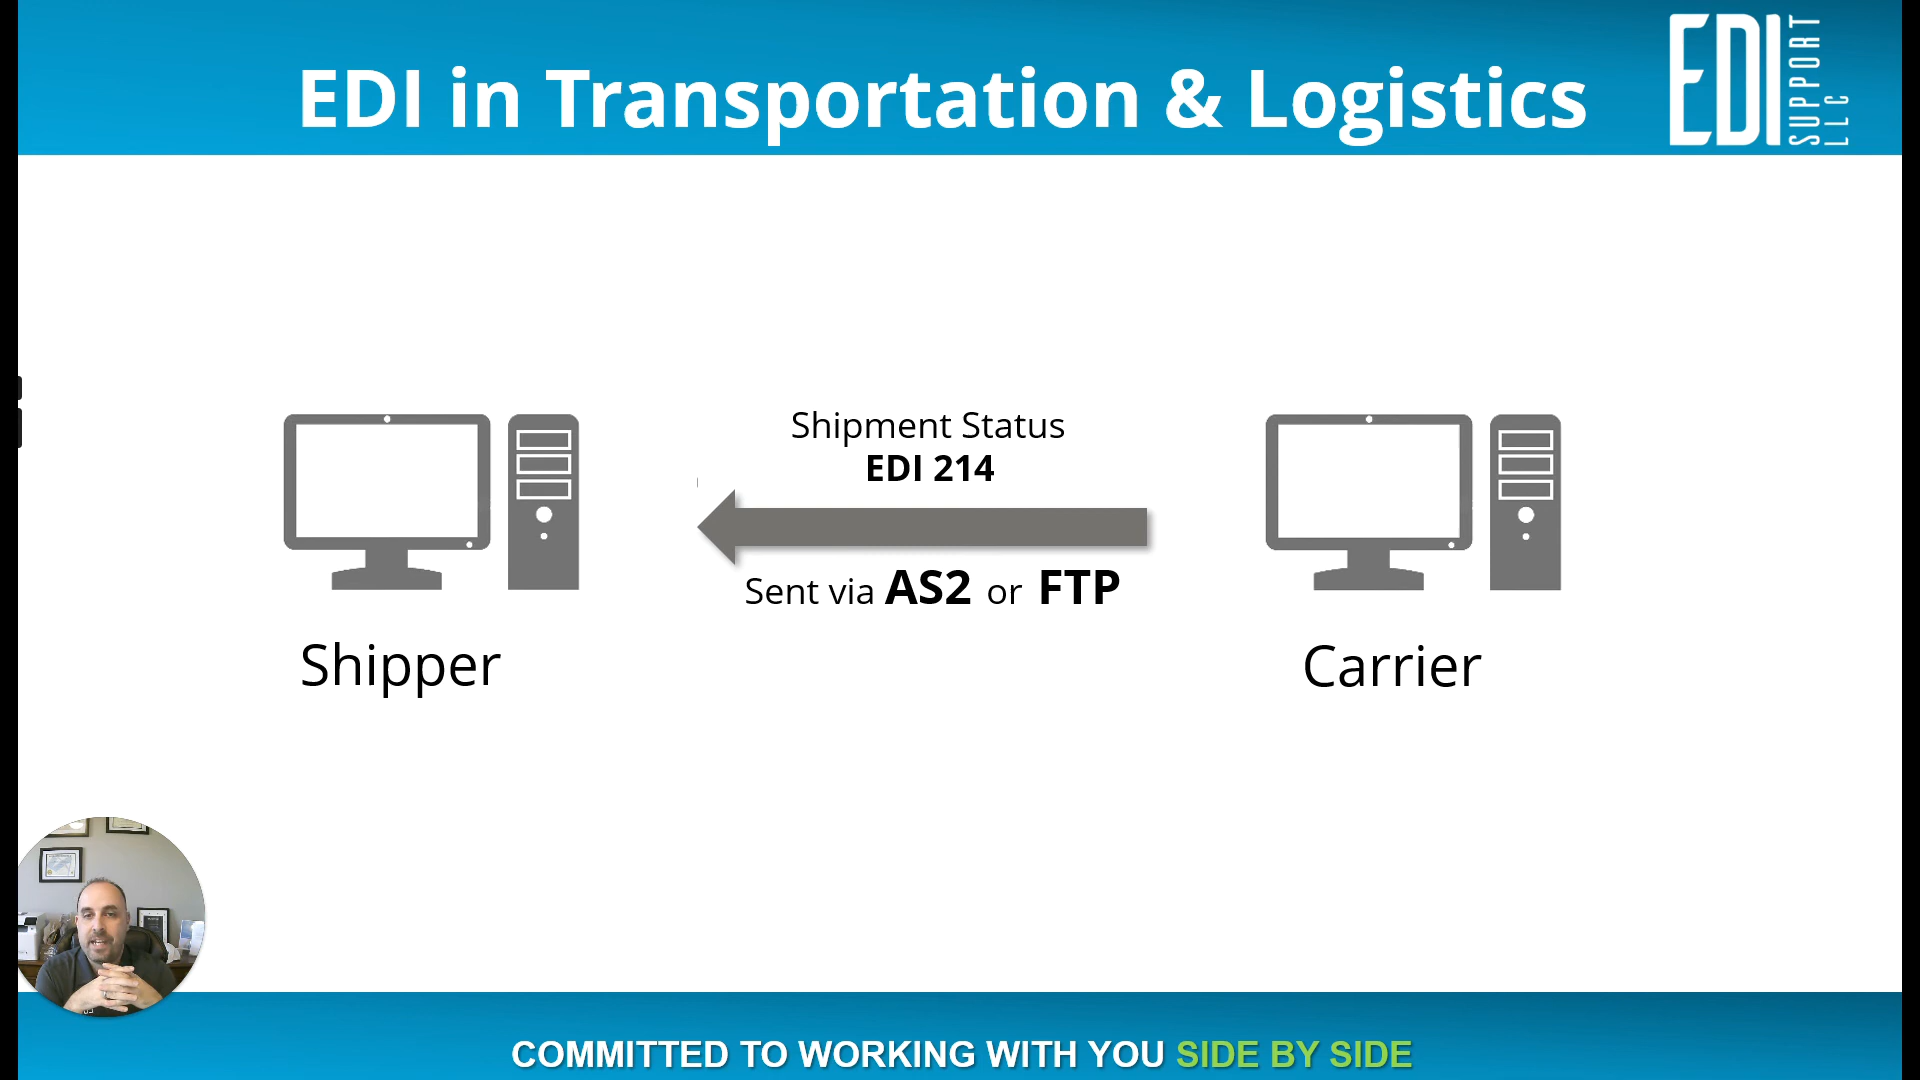 EDI in Transportation & Logistics
EDI
SUPPORT
LLC
Shipment Status
EDI 214
Sent via AS2 or FTP
Shipper
Carrier
COMMITTED TO WORKING WITH YOU SIDE BY SIDE